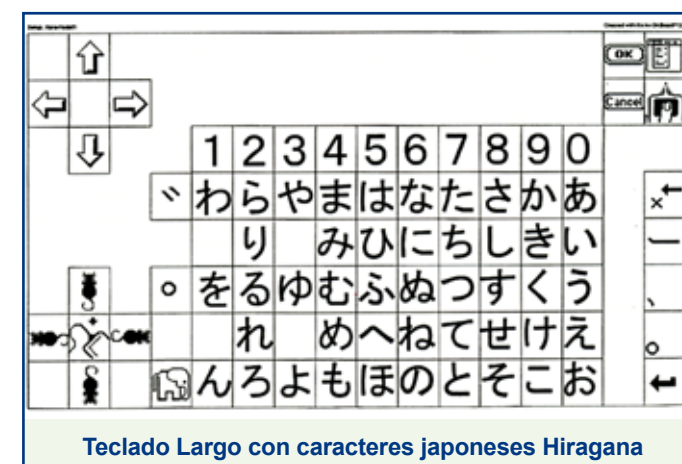 OK
Cancel
1 2 3 4 5 6 7 8 9 0
〃 わ ら や ま は な た さ か あ
り み ひ に ち し き い ー
。 を る ゆ む ふ ぬ つ す く う 、
れ め へ ね て せ け え 。
ん ろ よ も ほ の と そ こ お
Teclado Largo con caracteres japoneses Hiragana